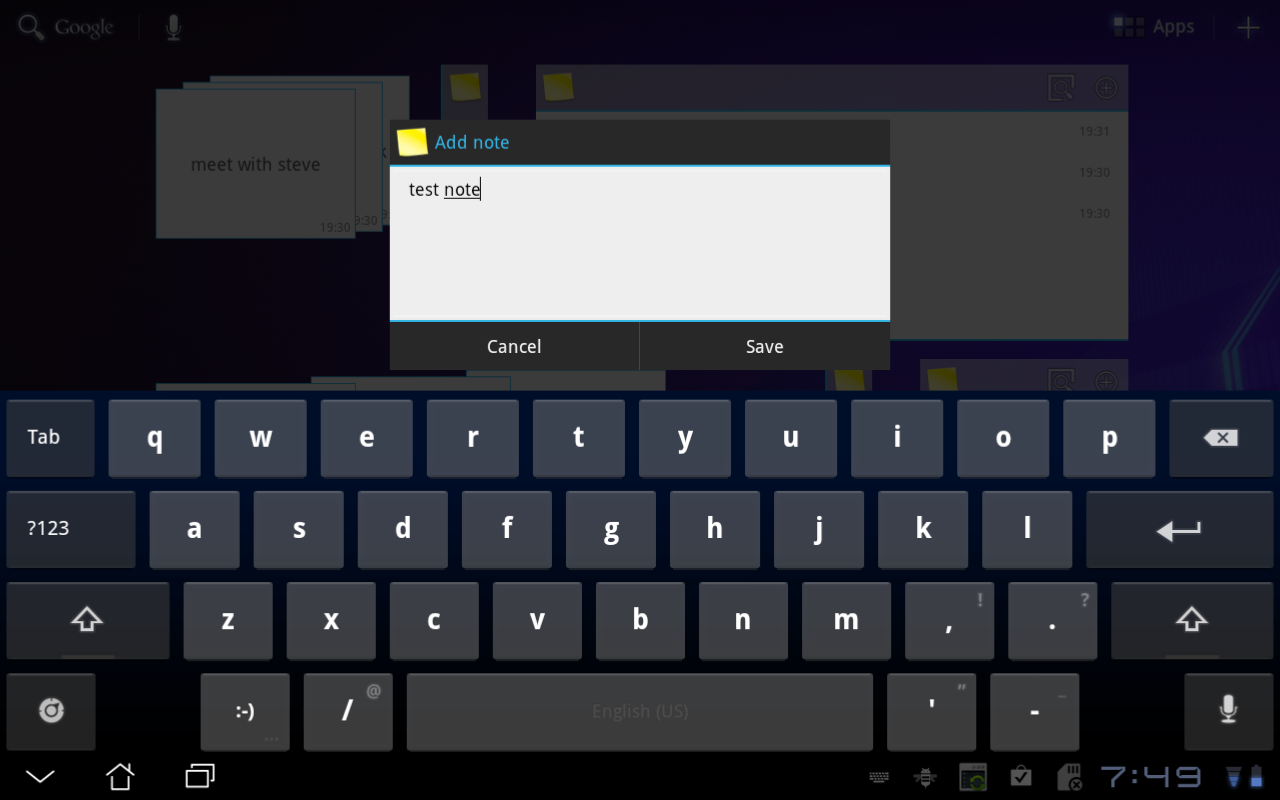 Google
Apps
meet with steve
19:30
9:30
19:31
19:30
19:30
Add note
test note
Cancel
Save
Tab
q w e r t y u i o p
?123
a s d f g h j k l
z x c v b n m , ! . ?
:-) ... / @ English (US) ' " - _
7:49